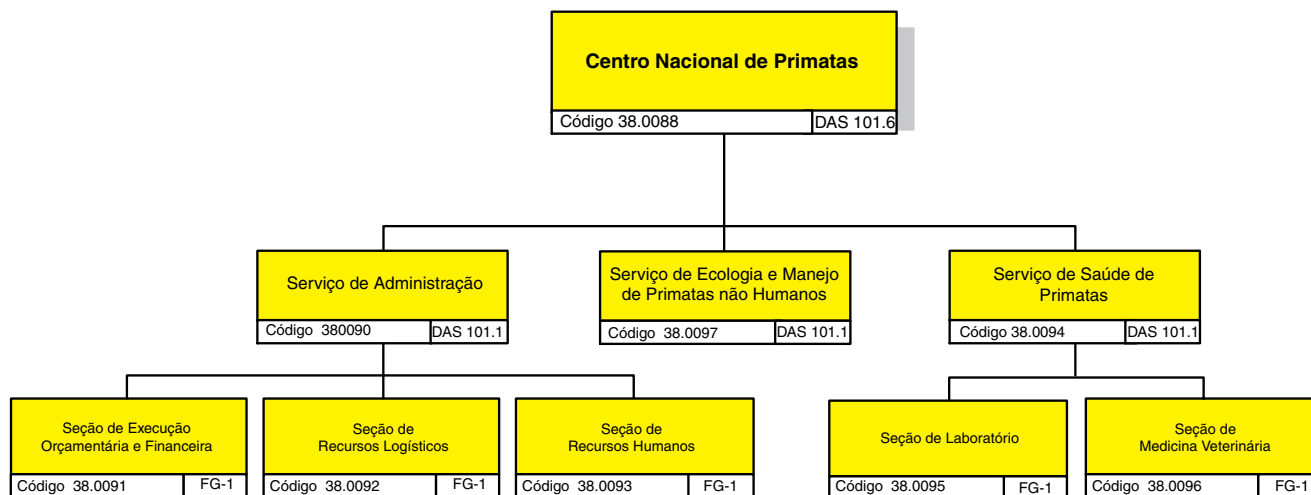 Centro Nacional de Primatas
Código 38.0088 DAS 101.6
Serviço de Administração
Código 380090 DAS 101.1
Serviço de Ecologia e Manejo
de Primatas não Humanos
Código 38.0097 DAS 101.1
Serviço de Saúde de
Primatas
Código 38.0094 DAS 101.1
Seção de Execução
Orçamentária e Financeira
Código 38.0091 FG-1
Seção de
Recursos Logísticos
Código 38.0092 FG-1
Seção de
Recursos Humanos
Código 38.0093 FG-1
Seção de Laboratório
Código 38.0095 FG-1
Seção de
Medicina Veterinária
Código 38.0096 FG-1